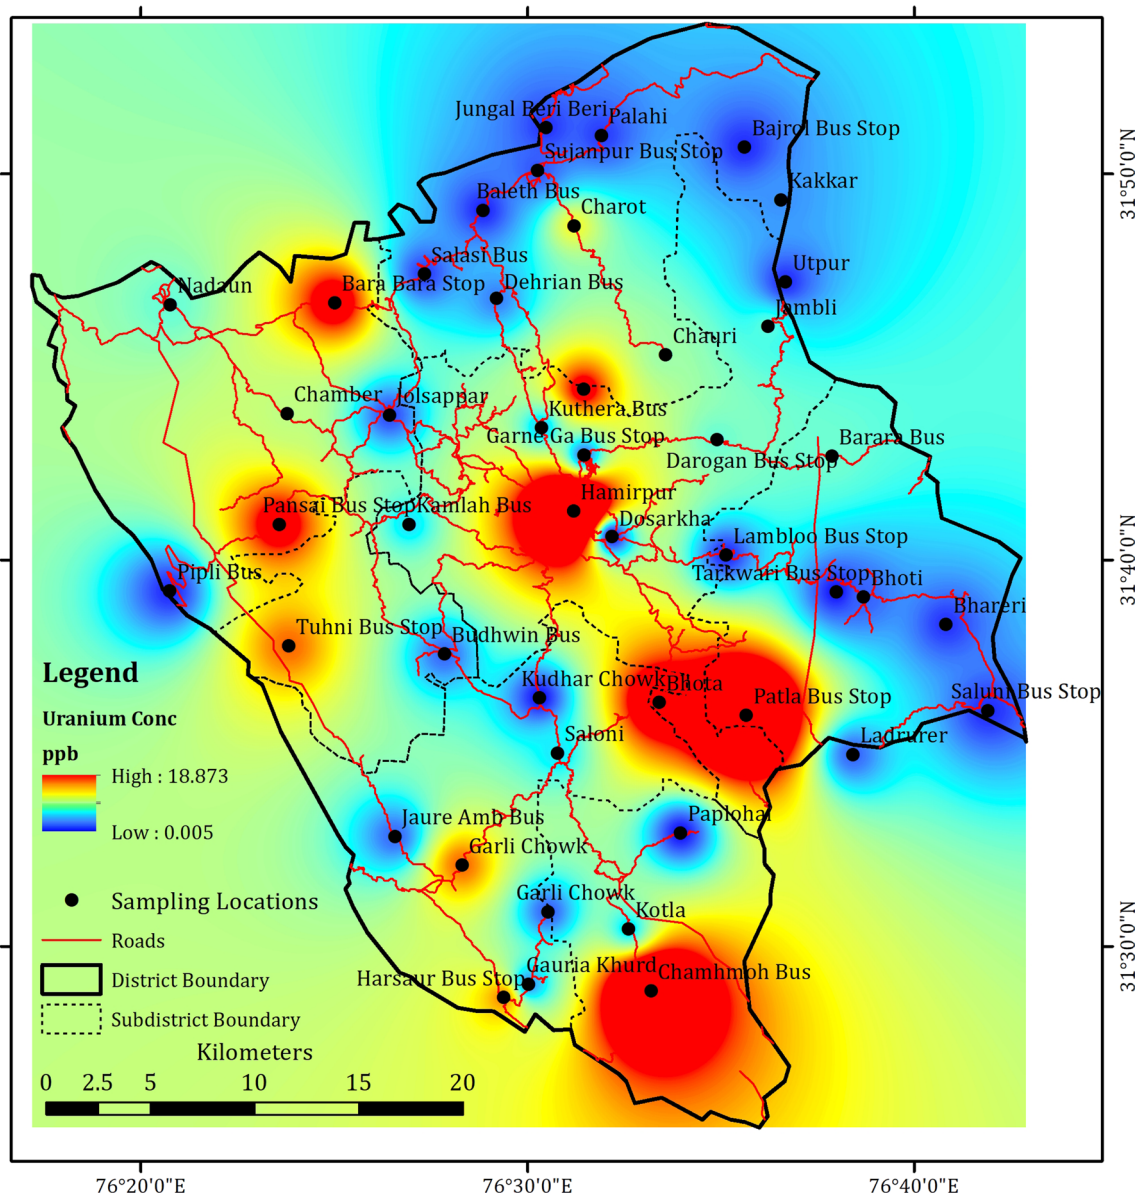 Jungal Beri Beri
Palahi
Bajrol Bus Stop
Sujanpur Bus Stop
Kakkar
Baleth Bus
Charot
Salasi Bus
Utpur
Nadaun
Bara Bara Stop
Dehrian Bus
Jambli
Chauri
Chamber
Jolsappar
Kuthera Bus
Garne Ga Bus Stop
Barara Bus
Darogan Bus Stop
Hamirpur
Pansai Bus Stop
Kamlah Bus
Dosarkha
Lambloo Bus Stop
Pipli Bus
Tarkwari Bus Stop
Bhoti
Bhareri
Tuhni Bus Stop
Budhwin Bus
Kudhar Chowk
Bhota
Patla Bus Stop
Saluni Bus Stop
Saloni
Ladrurer
Jaure Amb Bus
Paplohal
Garli Chowk
Garli Chowk
Kotla
Gauria Khurd
Chamhmoh Bus
Harsaur Bus Stop
Legend
Uranium Conc
ppb
High : 18.873
Low : 0.005
Sampling Locations
Roads
District Boundary
Subdistrict Boundary
Kilometers
0 2.5 5 10 15 20
31°50'0"N
31°40'0"N
31°30'0"N
76°20'0"E
76°30'0"E
76°40'0"E